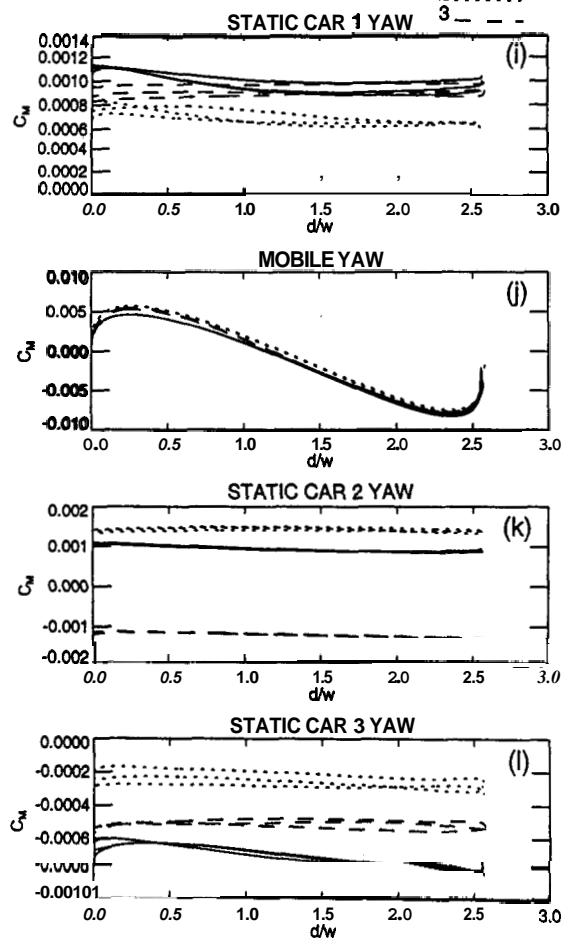 3
STATIC CAR 1 YAW
(i)
0.0014
0.0012
0.0010
0.0008
0.0006
0.0004
0.0002
0.0000
C_M
0.0 0.5 1.0 1.5 2.0 2.5 3.0
d/w
MOBILE YAW
(j)
0.010
0.005
0.000
-0.005
-0.010
C_M
0.0 0.5 1.0 1.5 2.0 2.5 3.0
d/w
STATIC CAR 2 YAW
(k)
0.002
0.001
0.000
-0.001
-0.002
C_M
0.0 0.5 1.0 1.5 2.0 2.5 3.0
d/w
STATIC CAR 3 YAW
(l)
0.0000
-0.0002
-0.0004
-0.0006
-0.00101
C_M
0.0 0.5 1.0 1.5 2.0 2.5 3.0
d/w